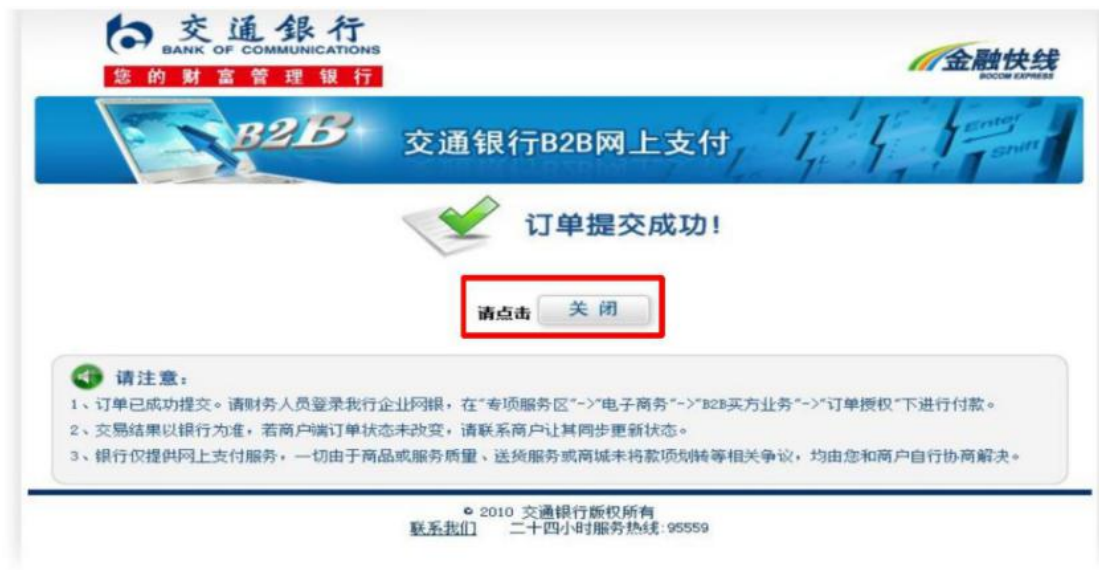 交通銀行
BANK OF COMMUNICATIONS
您的财富管理银行
金融快线
BOCOM EXPRESS
B2B
交通银行B2B网上支付
Enter
Shift
订单提交成功!
请点击 关闭
请注意:
1、订单已成功提交。请财务人员登录我行企业网银,在"专项服务区"->"电子商务"->"B2B买方业务"->"订单授权"下进行付款。
2、交易结果以银行为准,若商户端订单状态未改变,请联系商户让其同步更新状态。
3、银行仅提供网上支付服务,一切由于商品或服务质量、送货服务或商城未将款项划转等相关争议,均由您和商户自行协商解决。
© 2010 交通银行版权所有
联系我们 二十四小时服务热线:95559